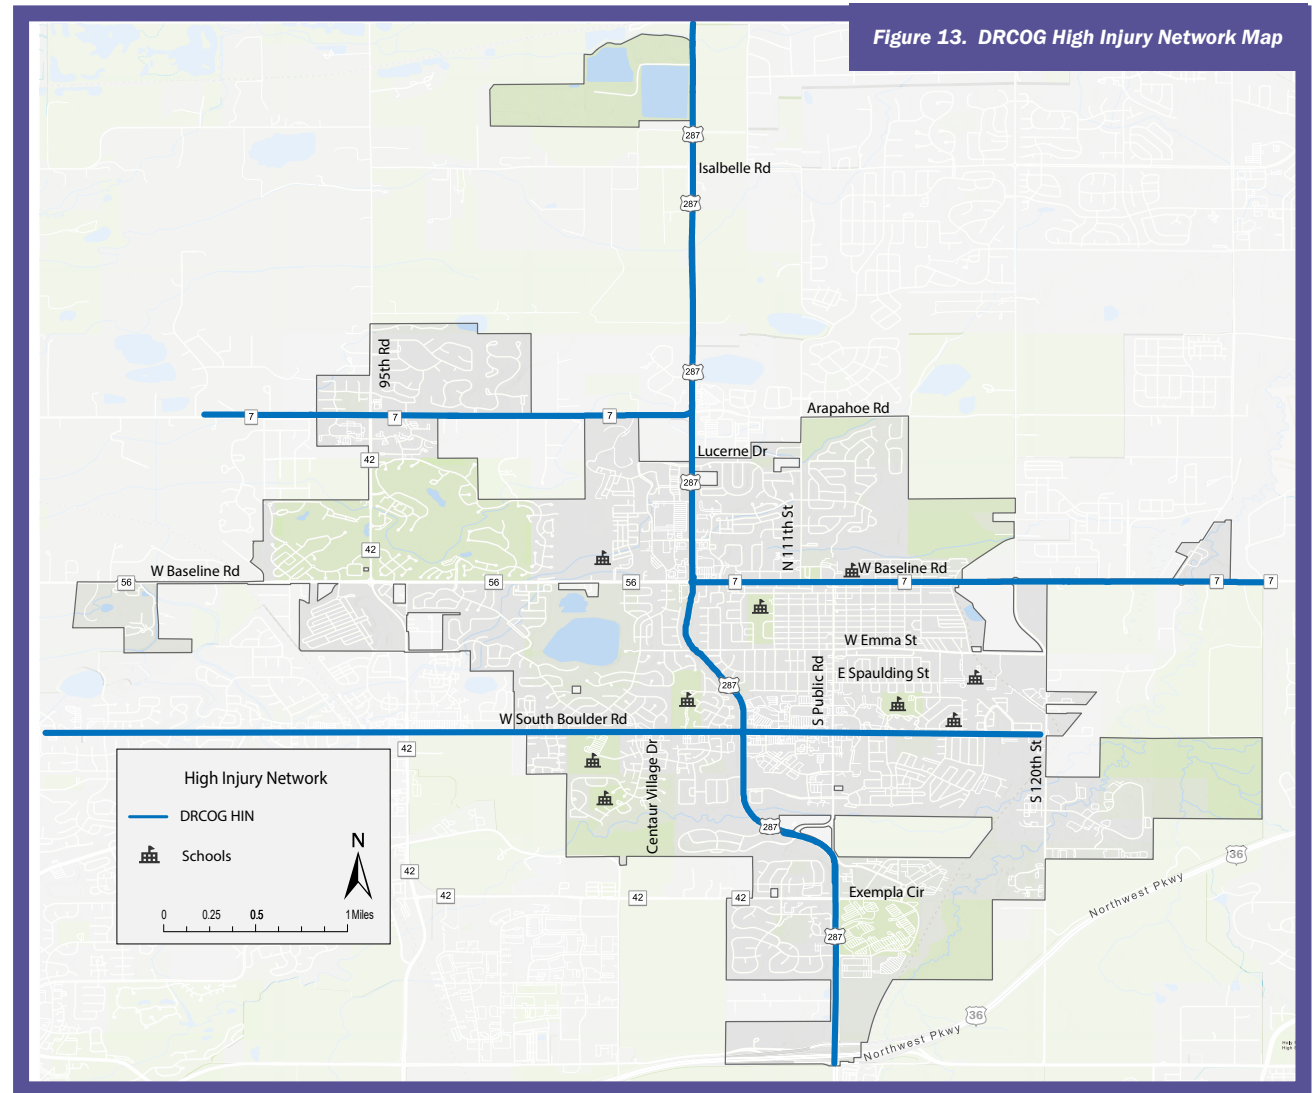 Figure 13. DRCOG High Injury Network Map
287
Isalbelle Rd
287
95th Rd
287
7
7
7
Arapahoe Rd
42
Lucerne Dr
287
N 111th St
42
W Baseline Rd
56
56
56
7
W Baseline Rd
7
7
7
W Emma St
S Public Rd
E Spaulding St
287
W South Boulder Rd
42
Centaur Village Dr
S 120th St
High Injury Network
DRCOG HIN
Schools
N
0 0.25 0.5 1 Miles
287
42
42
42
42
Exempla Cir
287
36
Northwest Pkwy
36
Northwest Pkwy